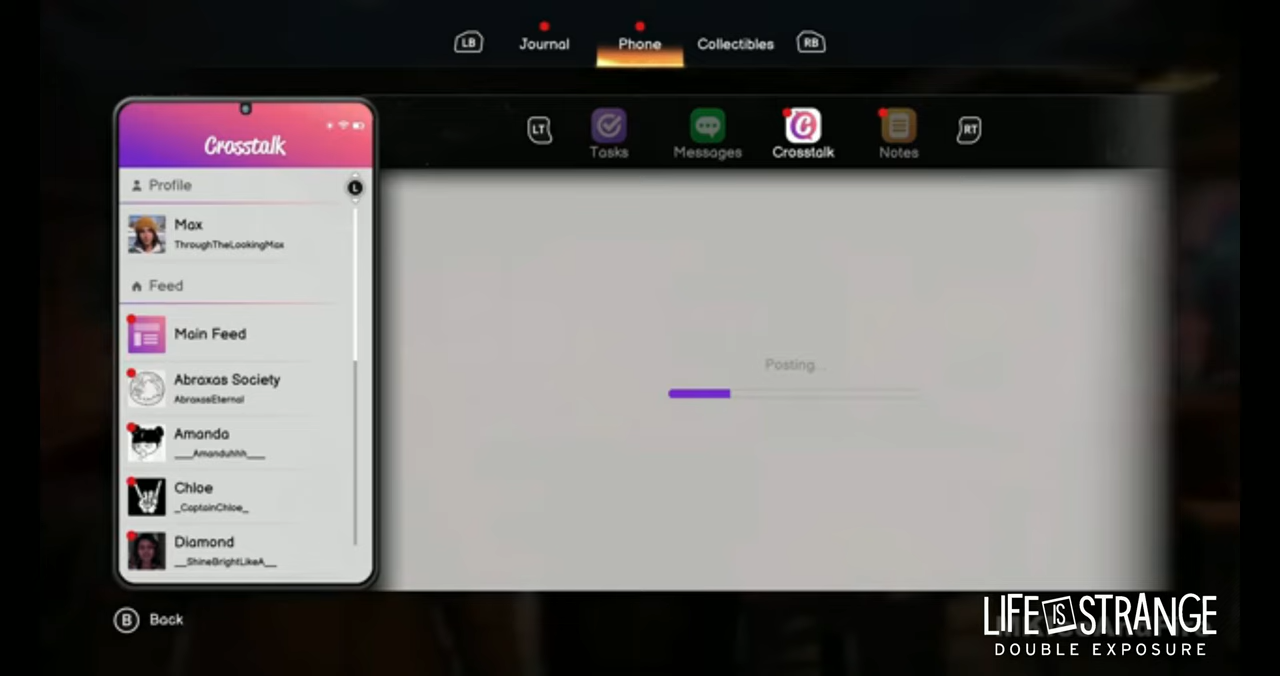 LB Journal Phone Collectibles RB
LT Tasks Messages Crosstalk Notes RT
Crosstalk
Profile
L
Max
ThroughTheLookingMax
Feed
Main Feed
Abraxas Society
AbraxasEternal
Amanda
___Amanduhhh____
Chloe
_CaptainChloe_
Diamond
__ShineBrightLikeA__
Posting...
B Back
LIFE IS STRANGE
DOUBLE EXPOSURE